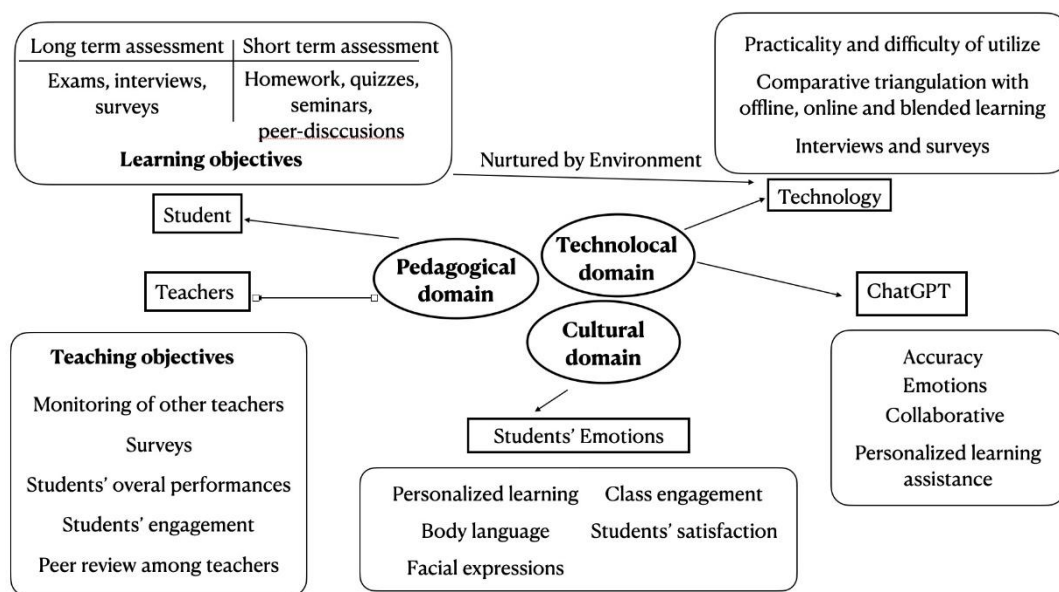 Long term assessment
Short term assessment
Exams, interviews,
surveys
Homework, quizzes,
seminars,
peer-disccusions
Learning objectives
Practicality and difficulty of utilize
Comparative triangulation with
offline, online and blended learning
Interviews and surveys
Nurtured by Environment
Technology
Student
Pedagogical
domain
Technolocal
domain
Cultural
domain
Teachers
ChatGPT
Teaching objectives
Monitoring of other teachers
Surveys
Students' overal performances
Students' engagement
Peer review among teachers
Students' Emotions
Personalized learning
Class engagement
Body language
Students' satisfaction
Facial expressions
Accuracy
Emotions
Collaborative
Personalized learning
assistance